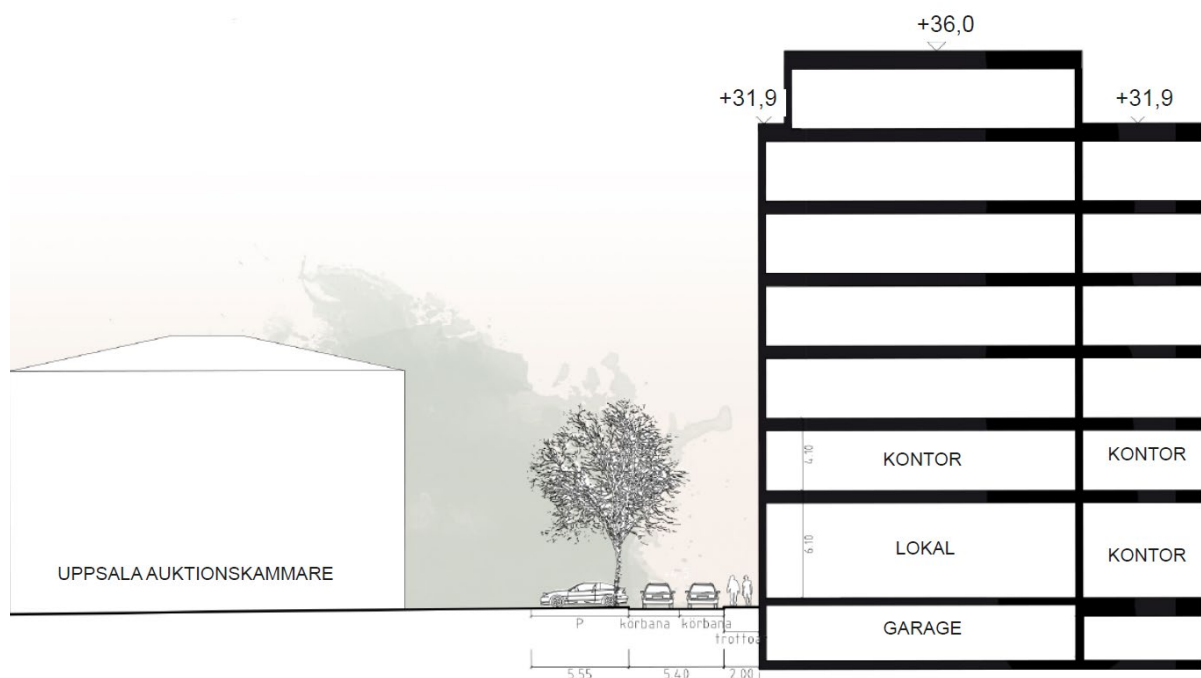 +36,0
+31,9
+31,9
4.10
KONTOR
KONTOR
6.10
LOKAL
KONTOR
UPPSALA AUKTIONSKAMMARE
P
körbana
körbana
GARAGE
5.55
5.40
2.00